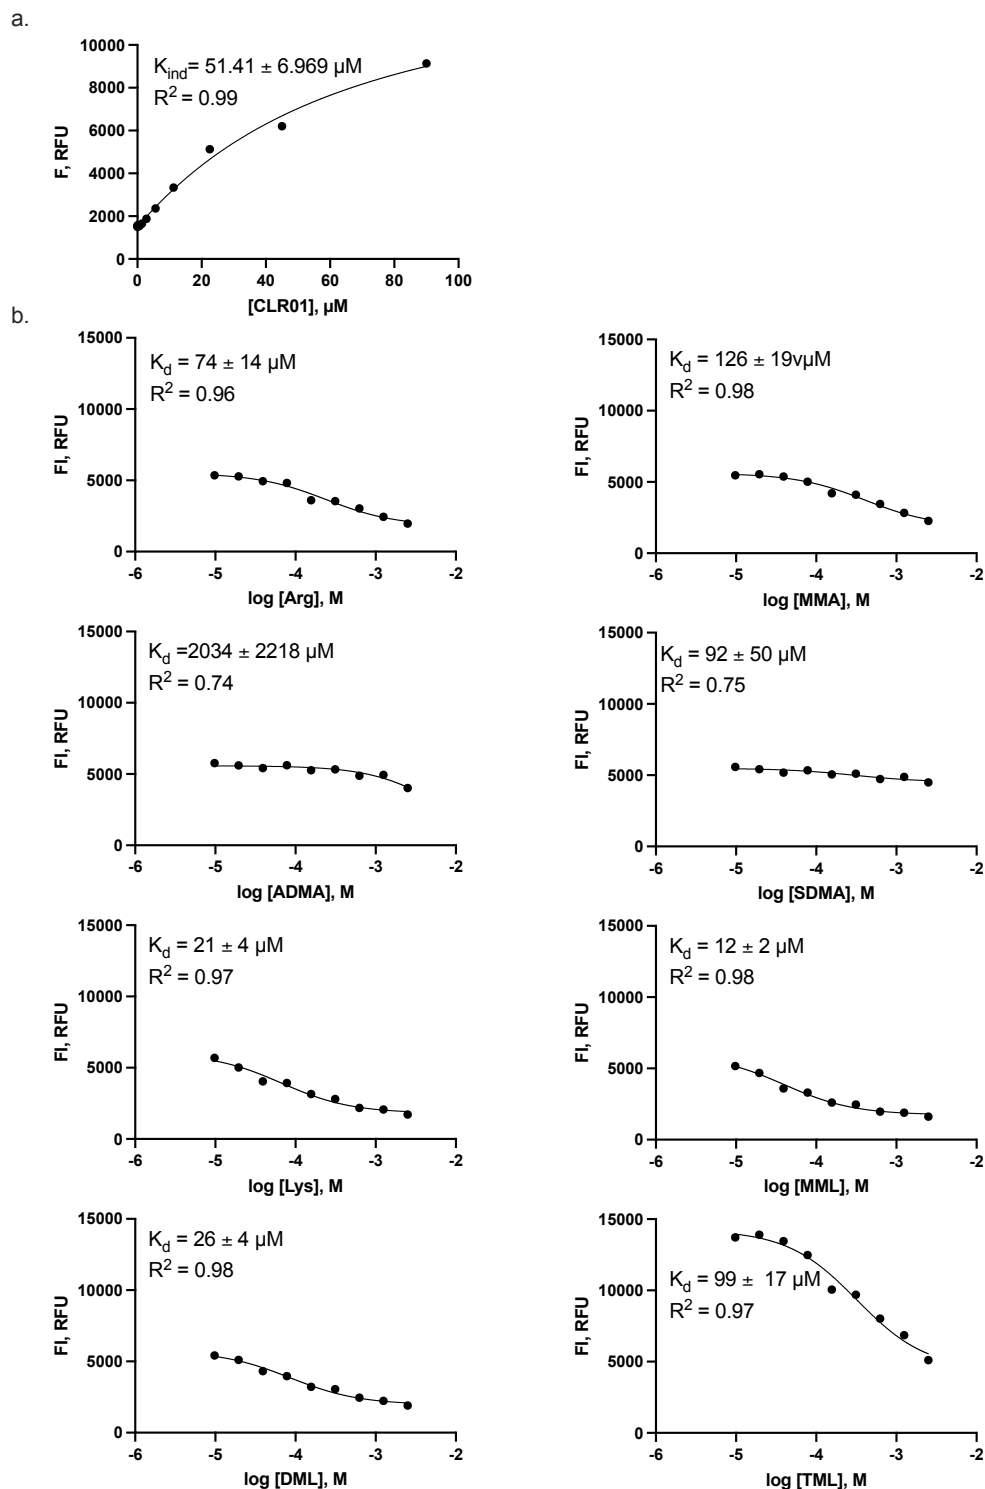 a.
10000
8000
6000
4000
2000
0
F, RFU
K_ind= 51.41 ± 6.969 µM
R² = 0.99
0 20 40 60 80 100
[CLR01], µM
b.
15000
10000
5000
0
FI, RFU
K_d = 74 ± 14 µM
R² = 0.96
-6 -5 -4 -3 -2
log [Arg], M
15000
10000
5000
0
FI, RFU
K_d = 126 ± 19vµM
R² = 0.98
-6 -5 -4 -3 -2
log [MMA], M
15000
10000
5000
0
FI, RFU
K_d =2034 ± 2218 µM
R² = 0.74
-6 -5 -4 -3 -2
log [ADMA], M
15000
10000
5000
0
FI, RFU
K_d = 92 ± 50 µM
R² = 0.75
-6 -5 -4 -3 -2
log [SDMA], M
15000
10000
5000
0
FI, RFU
K_d = 21 ± 4 µM
R² = 0.97
-6 -5 -4 -3 -2
log [Lys], M
15000
10000
5000
0
FI, RFU
K_d = 12 ± 2 µM
R² = 0.98
-6 -5 -4 -3 -2
log [MML], M
15000
10000
5000
0
FI, RFU
K_d = 26 ± 4 µM
R² = 0.98
-6 -5 -4 -3 -2
log [DML], M
15000
10000
5000
0
FI, RFU
K_d = 99 ± 17 µM
R² = 0.97
-6 -5 -4 -3 -2
log [TML], M